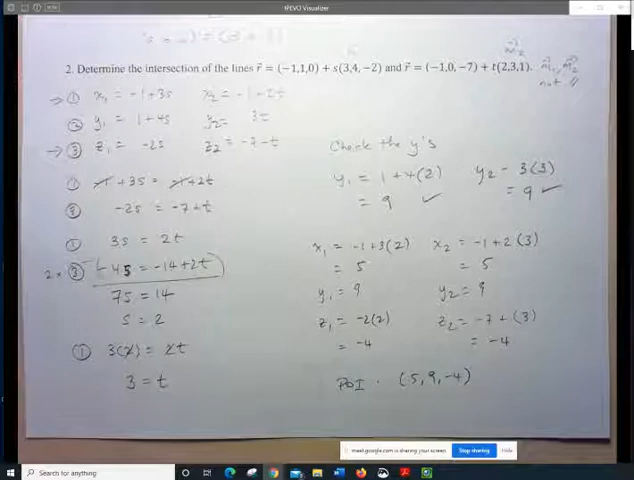 IPEVO Visualizer
m⃗₂
2. Determine the intersection of the lines r⃗ = (−1,1,0) + s(3,4,−2) and r⃗ = (−1,0,−7) + t(2,3,1).
m⃗₁, m⃗₂
not //
→ ① x₁ = −1+3s x₂ = −1−2t
② y₁ = 1+4s y₂ = 3t
→ ③ z₁ = −2s z₂ = −7−t
Check the y's
y₁ = 1+4(2) y₂ = 3(3)
= 9 ✓ = 9 ✓
① −1+3s = −1+2t
③ −2s = −7+t
① 3s = 2t
2 × ③ (−4s = −14+2t)
7s = 14
s = 2
① 3(2) = 2t
3 = t
x₁ = −1+3(2) x₂ = −1+2(3)
= 5 = 5
y₁ = 9 y₂ = 9
z₁ = −2(2) z₂ = −7+(3)
= −4 = −4
POI · (5,9,−4)
meet.google.com is sharing your screen. Stop sharing Hide
Search for anything